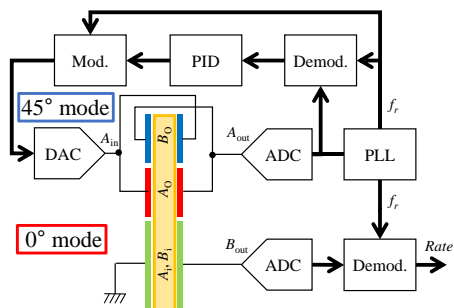 f_r
Mod.
PID
Demod.
45° mode
f_r
A_in
B_O
A_out
DAC
ADC
PLL
A_O
0° mode
f_r
A_i, B_i
B_out
ADC
Demod.
Rate